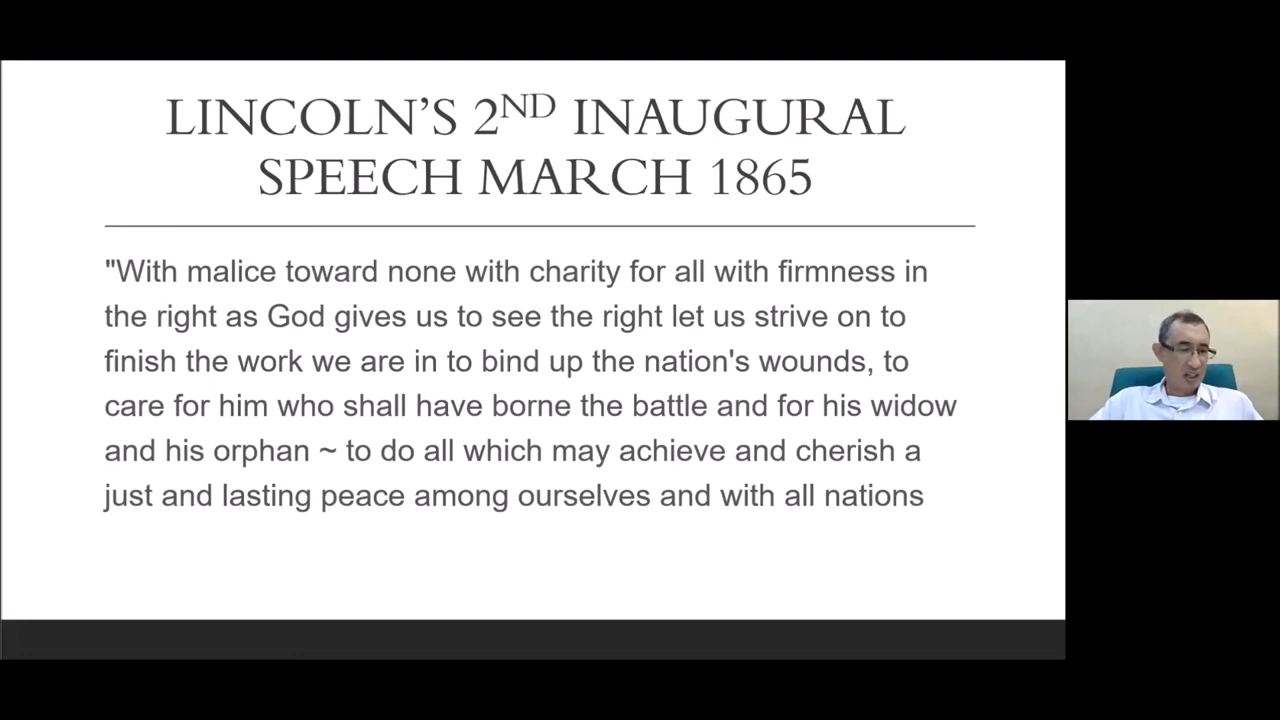 LINCOLN’S 2ND INAUGURAL
SPEECH MARCH 1865
"With malice toward none with charity for all with firmness in
the right as God gives us to see the right let us strive on to
finish the work we are in to bind up the nation's wounds, to
care for him who shall have borne the battle and for his widow
and his orphan ~ to do all which may achieve and cherish a
just and lasting peace among ourselves and with all nations